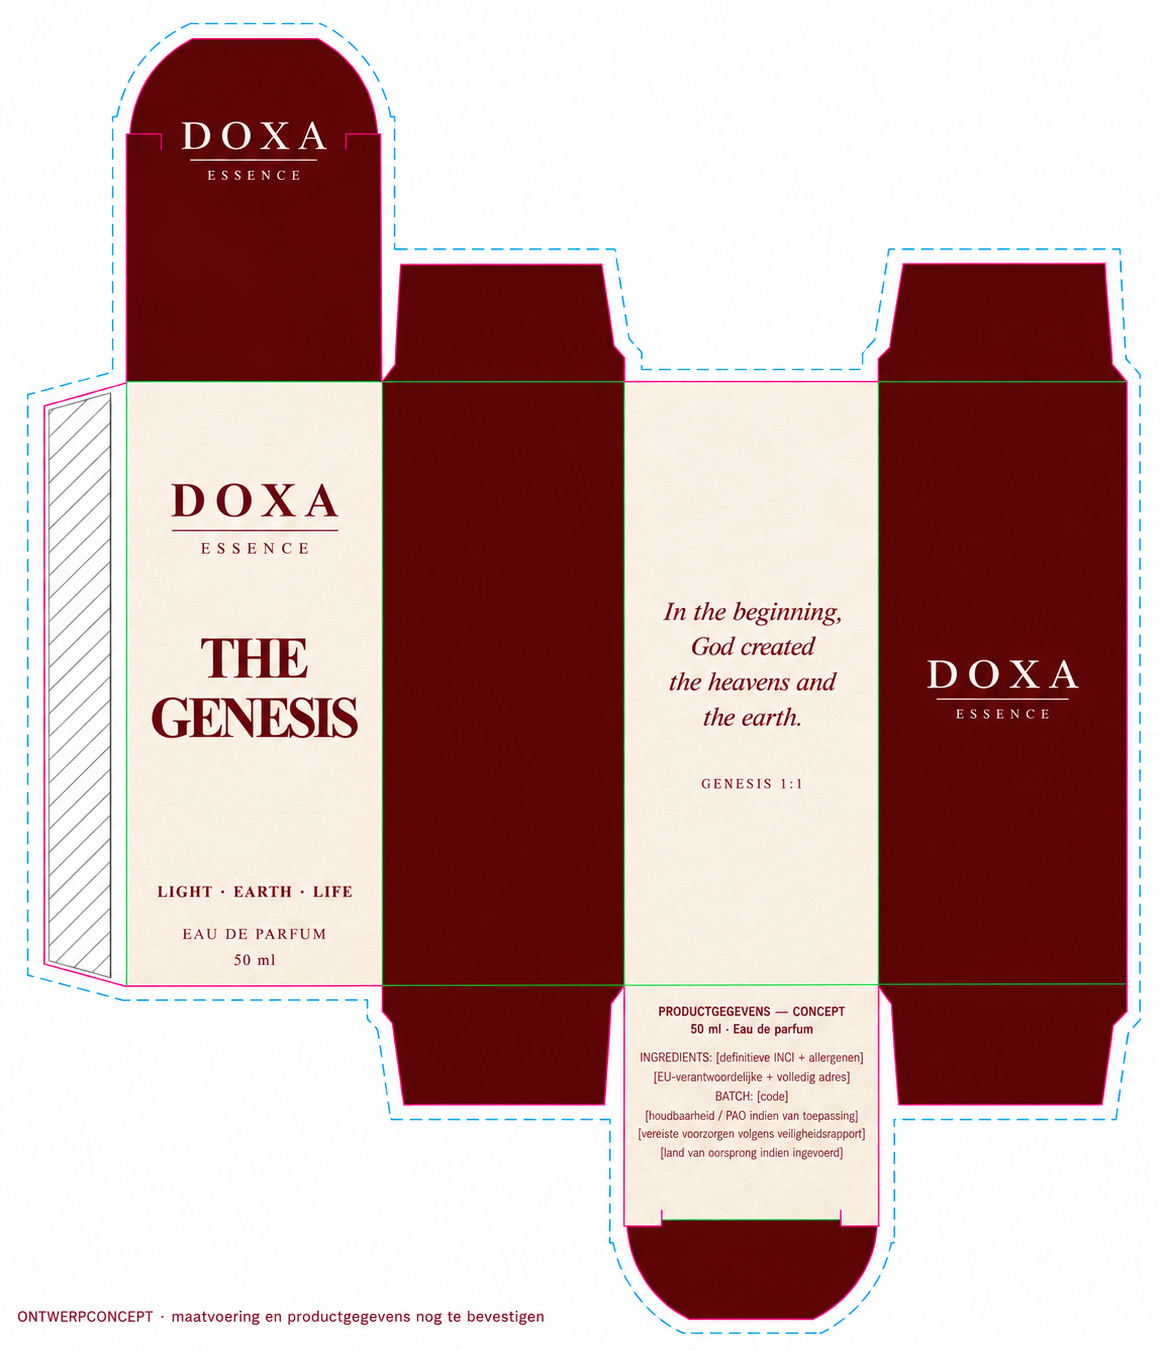 DOXA
ESSENCE
DOXA
ESSENCE
THE
GENESIS
LIGHT · EARTH · LIFE
EAU DE PARFUM
50 ml
In the beginning,
God created
the heavens and
the earth.
GENESIS 1:1
DOXA
ESSENCE
PRODUCTGEGEVENS — CONCEPT
50 ml · Eau de parfum
INGREDIENTS: [definitieve INCI + allergenen]
[EU-verantwoordelijke + volledig adres]
BATCH: [code]
[houdbaarheid / PAO indien van toepassing]
[vereiste voorzorgen volgens veiligheidsrapport]
[land van oorsprong indien ingevoerd]
ONTWERPCONCEPT · maatvoering en productgegevens nog te bevestigen